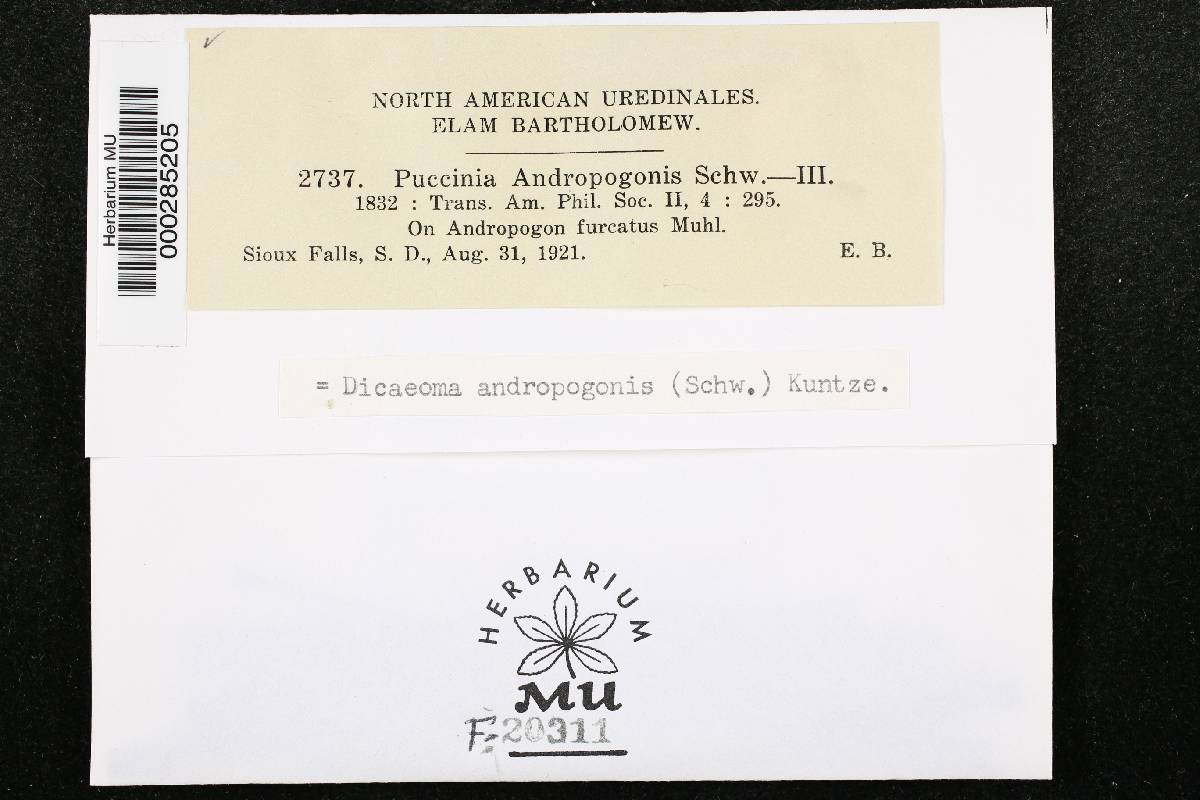 NORTH AMERICAN UREDINALES.
ELAM BARTHOLOMEW.
2737. Puccinia Andropogonis Schw.—III.
1832 : Trans. Am. Phil. Soc. II, 4 : 295.
On Andropogon furcatus Muhl.
Sioux Falls, S. D., Aug. 31, 1921. E. B.
Herbarium MU
000285205
= Dicaeoma andropogonis (Schw.) Kuntze.
HERBARIUM
MU
F-20311